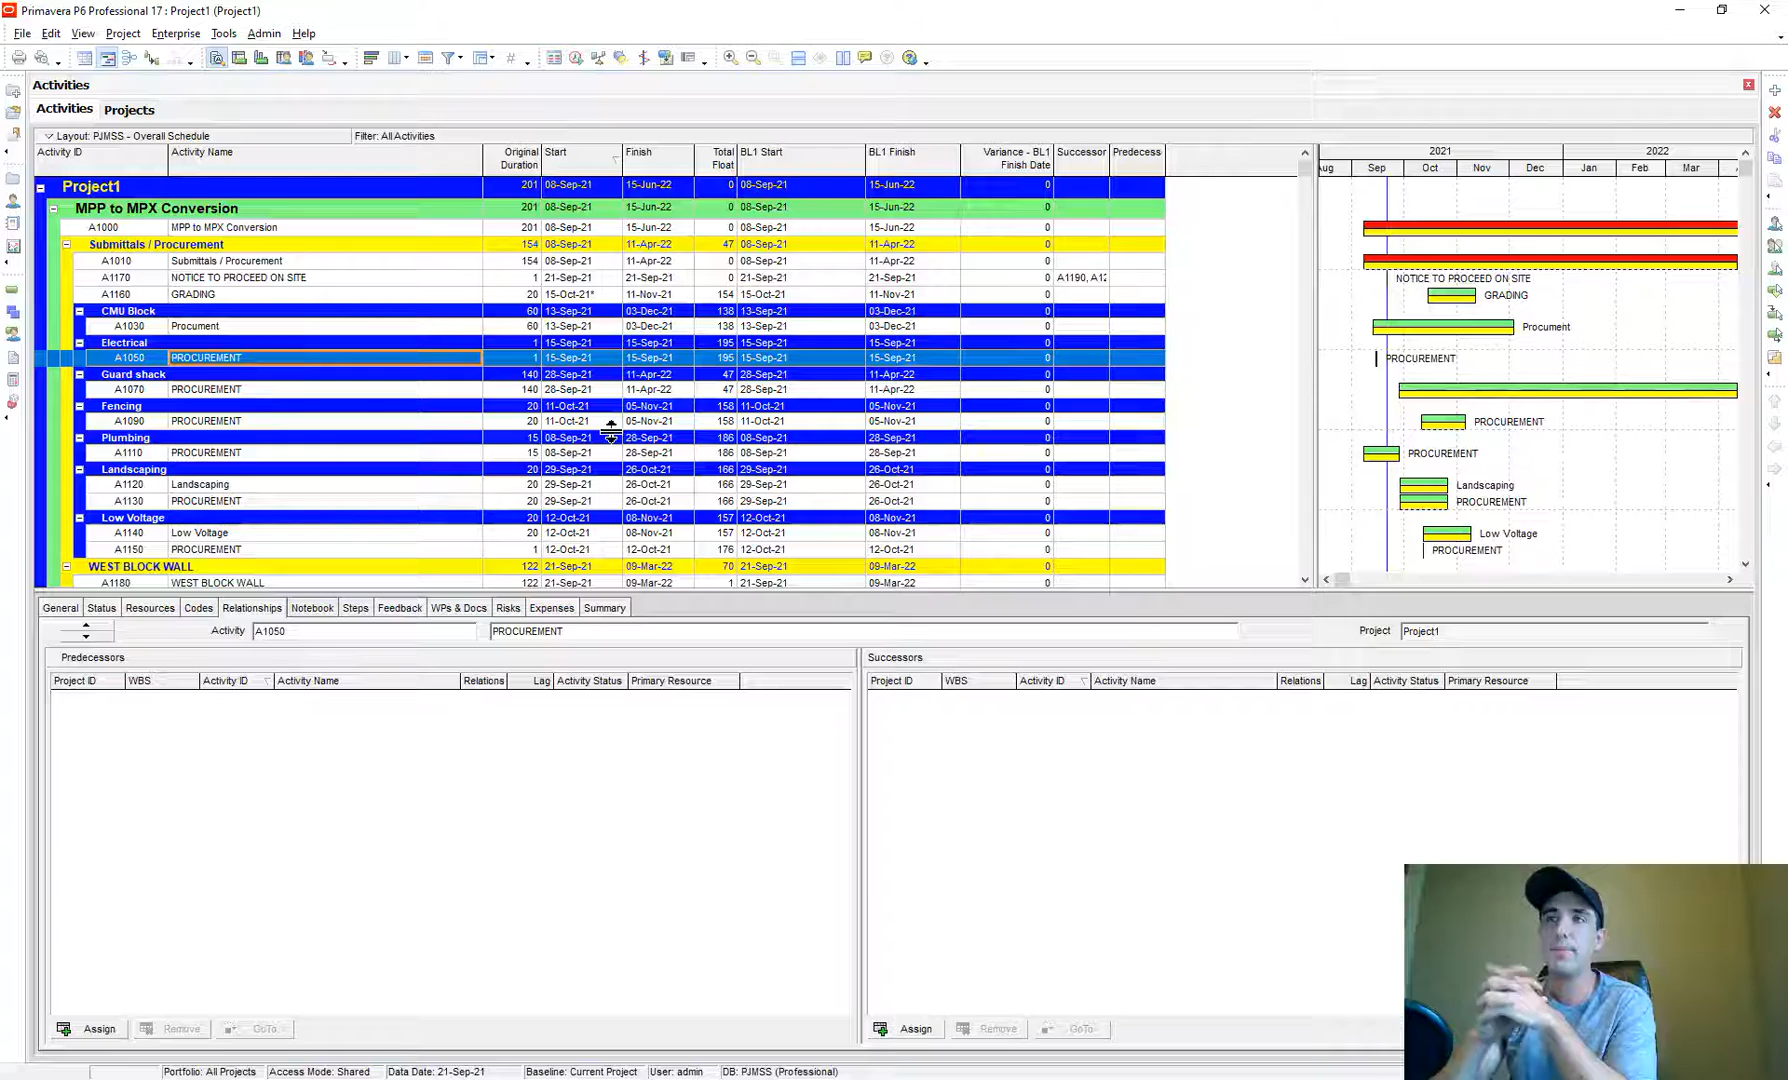 Primavera P6 Professional 17 : Project1 (Project1)
File Edit View Project Enterprise Tools Admin Help
Activities
Activities Projects
Layout: PJMSS - Overall Schedule Filter: All Activities
Activity ID Activity Name Original Duration Start Finish Total Float BL1 Start BL1 Finish Variance - BL1 Finish Date Successor Predecess
2021 2022
Aug Sep Oct Nov Dec Jan Feb Mar
Project1 201 08-Sep-21 15-Jun-22 0 08-Sep-21 15-Jun-22 0
MPP to MPX Conversion 201 08-Sep-21 15-Jun-22 0 08-Sep-21 15-Jun-22 0
A1000 MPP to MPX Conversion 201 08-Sep-21 15-Jun-22 0 08-Sep-21 15-Jun-22 0
Submittals / Procurement 154 08-Sep-21 11-Apr-22 47 08-Sep-21 11-Apr-22 0
A1010 Submittals / Procurement 154 08-Sep-21 11-Apr-22 0 08-Sep-21 11-Apr-22 0
A1170 NOTICE TO PROCEED ON SITE 1 21-Sep-21 21-Sep-21 0 21-Sep-21 21-Sep-21 0 A1190, A12 NOTICE TO PROCEED ON SITE
A1160 GRADING 20 15-Oct-21* 11-Nov-21 154 15-Oct-21 11-Nov-21 0 GRADING
CMU Block 60 13-Sep-21 03-Dec-21 138 13-Sep-21 03-Dec-21 0
A1030 Procument 60 13-Sep-21 03-Dec-21 138 13-Sep-21 03-Dec-21 0 Procument
Electrical 1 15-Sep-21 15-Sep-21 195 15-Sep-21 15-Sep-21 0
A1050 PROCUREMENT 1 15-Sep-21 15-Sep-21 195 15-Sep-21 15-Sep-21 0 PROCUREMENT
Guard shack 140 28-Sep-21 11-Apr-22 47 28-Sep-21 11-Apr-22 0
A1070 PROCUREMENT 140 28-Sep-21 11-Apr-22 47 28-Sep-21 11-Apr-22 0
Fencing 20 11-Oct-21 05-Nov-21 158 11-Oct-21 05-Nov-21 0
A1090 PROCUREMENT 20 11-Oct-21 05-Nov-21 158 11-Oct-21 05-Nov-21 0 PROCUREMENT
Plumbing 15 08-Sep-21 28-Sep-21 186 08-Sep-21 28-Sep-21 0
A1110 PROCUREMENT 15 08-Sep-21 28-Sep-21 186 08-Sep-21 28-Sep-21 0 PROCUREMENT
Landscaping 20 29-Sep-21 26-Oct-21 166 29-Sep-21 26-Oct-21 0
A1120 Landscaping 20 29-Sep-21 26-Oct-21 166 29-Sep-21 26-Oct-21 0 Landscaping
A1130 PROCUREMENT 20 29-Sep-21 26-Oct-21 166 29-Sep-21 26-Oct-21 0 PROCUREMENT
Low Voltage 20 12-Oct-21 08-Nov-21 157 12-Oct-21 08-Nov-21 0
A1140 Low Voltage 20 12-Oct-21 08-Nov-21 157 12-Oct-21 08-Nov-21 0 Low Voltage
A1150 PROCUREMENT 1 12-Oct-21 12-Oct-21 176 12-Oct-21 12-Oct-21 0 PROCUREMENT
WEST BLOCK WALL 122 21-Sep-21 09-Mar-22 70 21-Sep-21 09-Mar-22 0
A1180 WEST BLOCK WALL 122 21-Sep-21 09-Mar-22 1 21-Sep-21 09-Mar-22 0
General Status Resources Codes Relationships Notebook Steps Feedback WPs & Docs Risks Expenses Summary
Activity A1050 PROCUREMENT Project Project1
Predecessors Successors
Project ID WBS Activity ID Activity Name Relations Lag Activity Status Primary Resource Project ID WBS Activity ID Activity Name Relations Lag Activity Status Primary Resource
Assign Remove GoTo Assign Remove GoTo
Portfolio: All Projects Access Mode: Shared Data Date: 21-Sep-21 Baseline: Current Project User: admin DB: PJMSS (Professional)